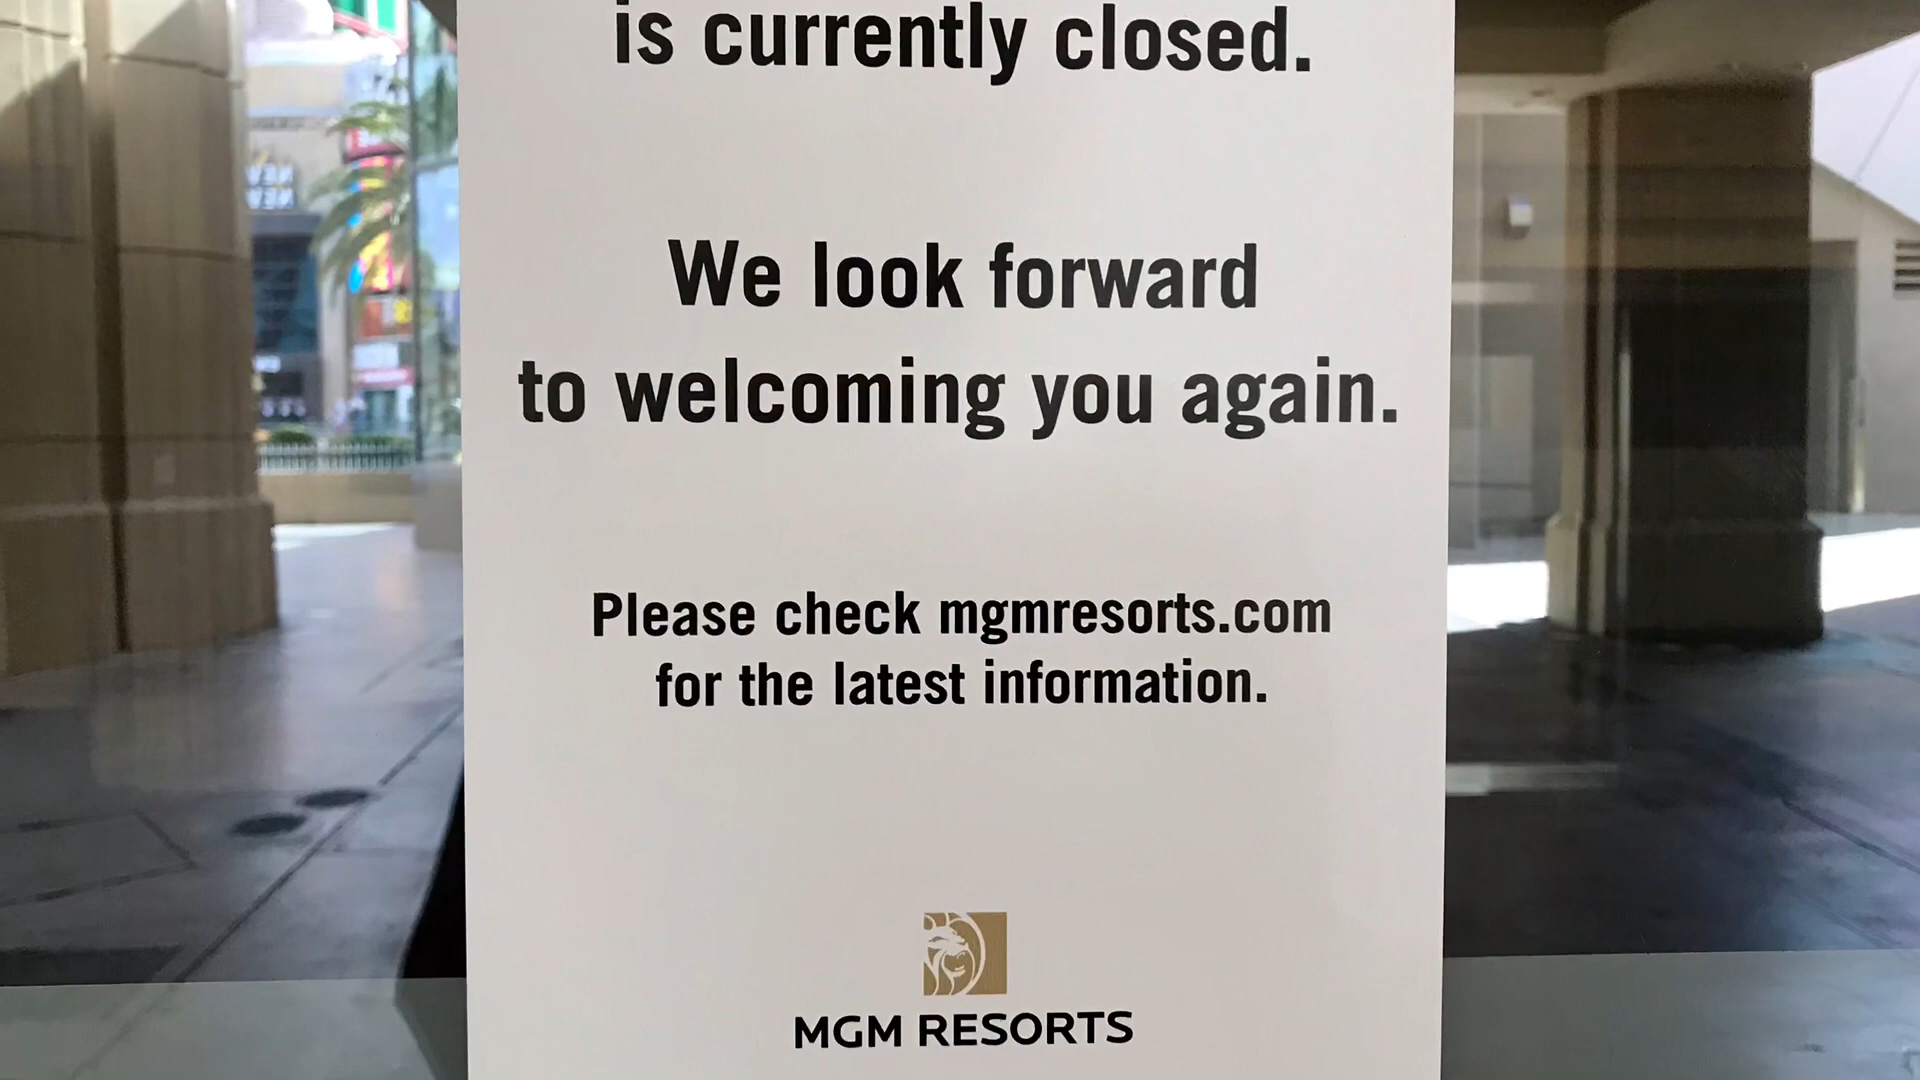 is currently closed.
We look forward
to welcoming you again.
Please check mgmresorts.com
for the latest information.
MGM RESORTS